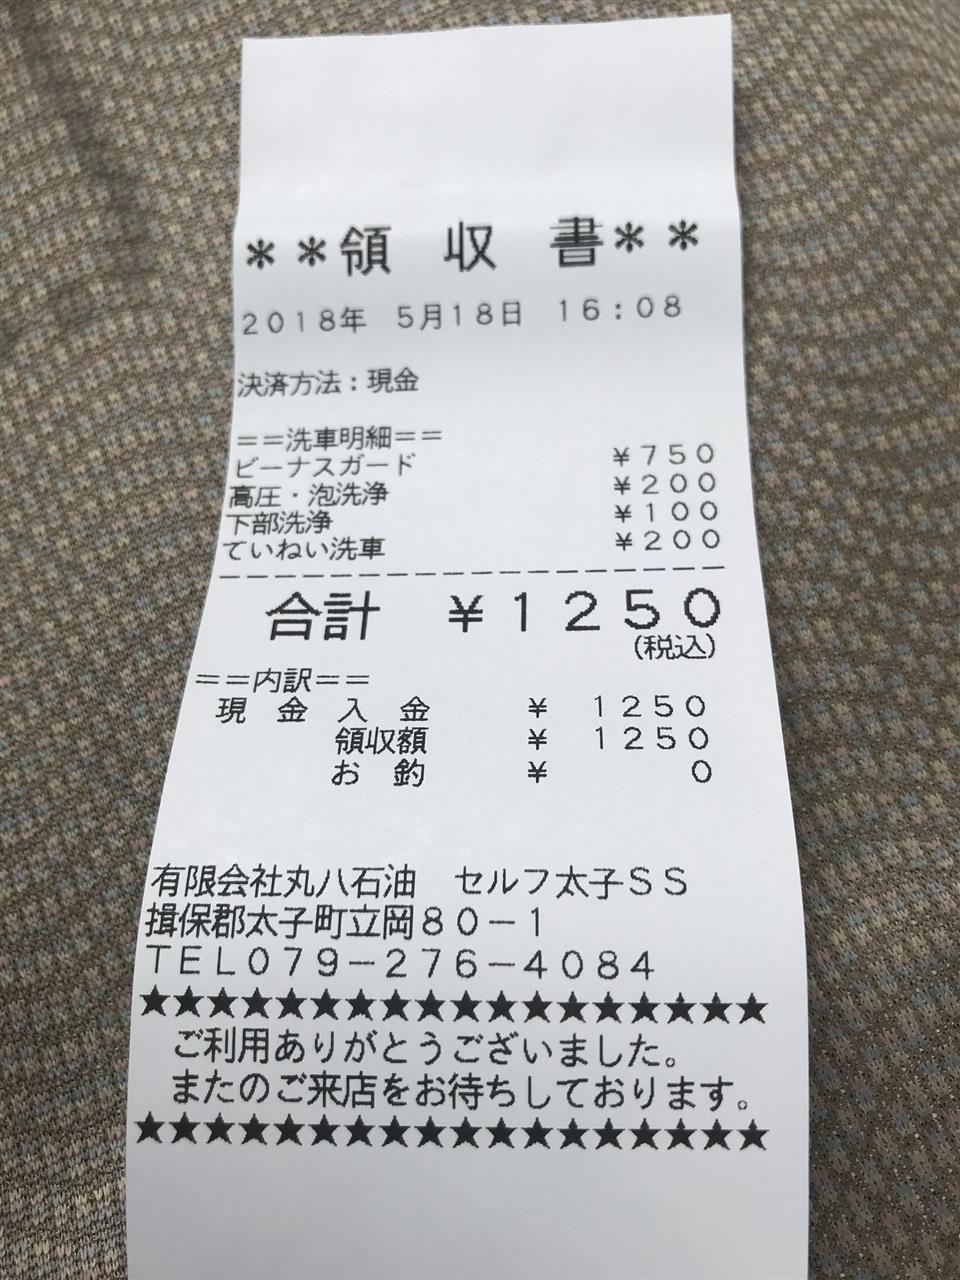 **領 収 書**
2018年 5月18日 16:08
決済方法:現金
==洗車明細==
ビーナスガード ¥750
高圧・泡洗浄 ¥200
下部洗浄 ¥100
ていねい洗車 ¥200
------------------
合計 ¥1250
(税込)
==内訳==
現 金 入 金 ¥ 1250
領収額 ¥ 1250
お 釣 ¥ 0
有限会社丸八石油 セルフ太子SS
揖保郡太子町立岡80-1
TEL079-276-4084
★★★★★★★★★★★★★★★★★★
ご利用ありがとうございました。
またのご来店をお待ちしております。
★★★★★★★★★★★★★★★★★★